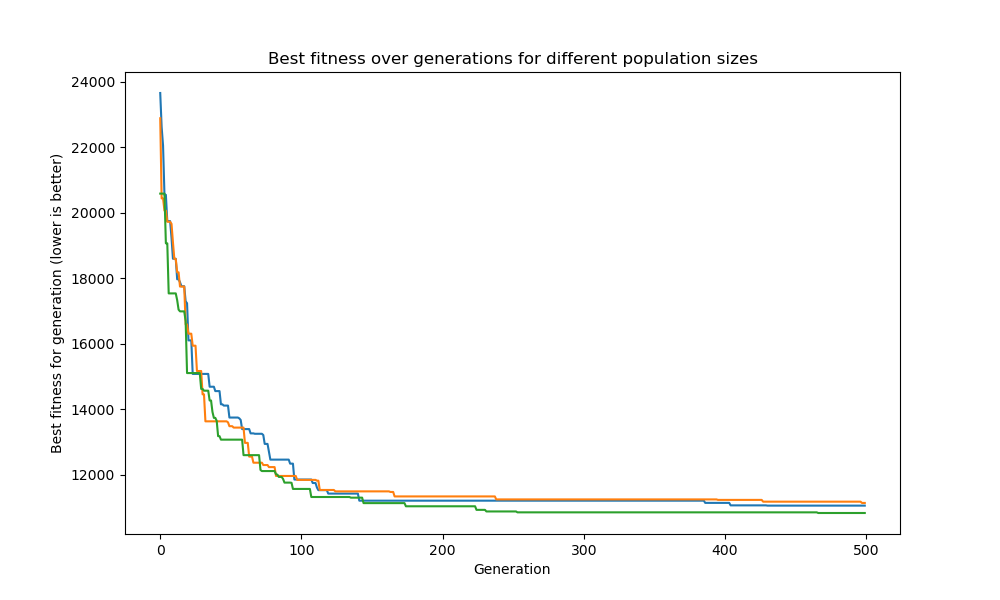 Best fitness over generations for different population sizes
24000
22000
20000
18000
16000
14000
12000
Best fitness for generation (lower is better)
0 100 200 300 400 500
Generation